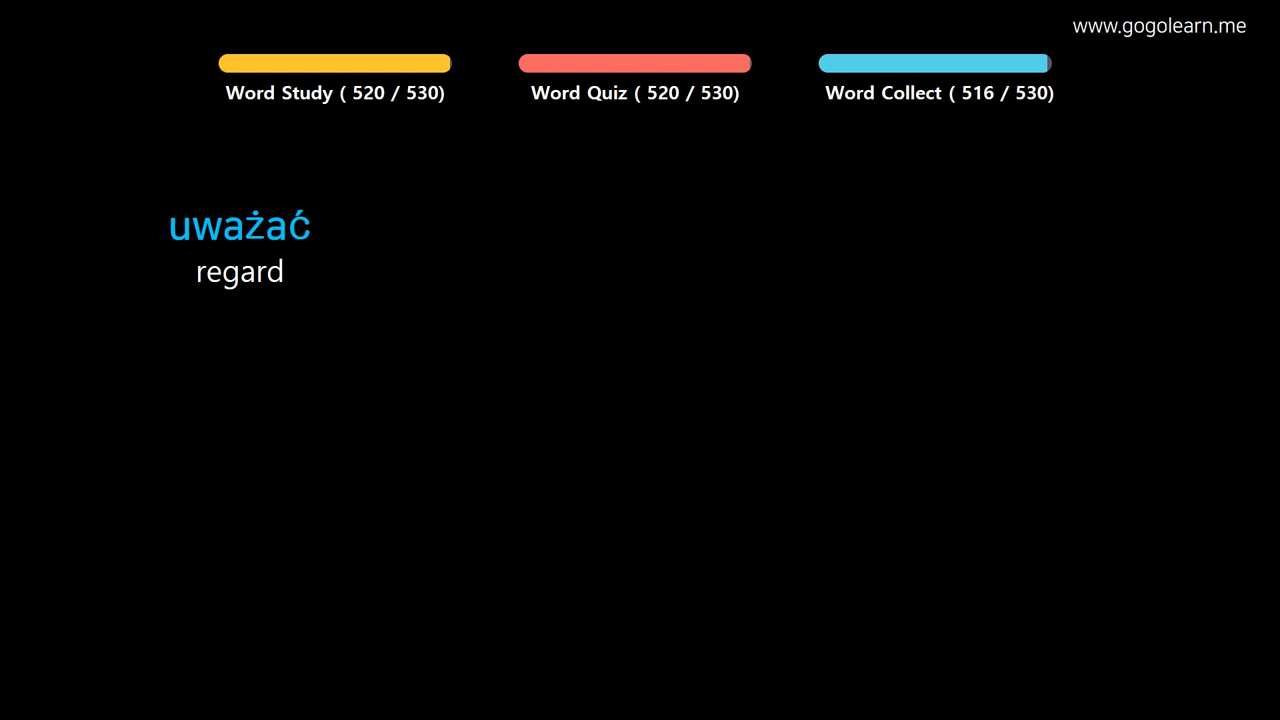 www.gogolearn.me
Word Study ( 520 / 530)
Word Quiz ( 520 / 530)
Word Collect ( 516 / 530)
uważać
regard